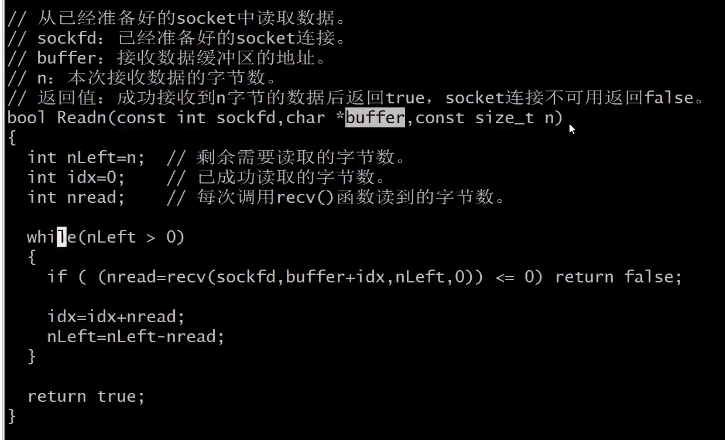 // 从已经准备好的socket中读取数据。
// sockfd：已经准备好的socket连接。
// buffer：接收数据缓冲区的地址。
// n：本次接收数据的字节数。
// 返回值：成功接收到n字节的数据后返回true，socket连接不可用返回false。
bool Readn(const int sockfd,char *buffer,const size_t n)
{
  int nLeft=n;  // 剩余需要读取的字节数。
  int idx=0;    // 已成功读取的字节数。
  int nread;    // 每次调用recv()函数读到的字节数。

  while(nLeft > 0)
  {
    if ( (nread=recv(sockfd,buffer+idx,nLeft,0)) <= 0) return false;

    idx=idx+nread;
    nLeft=nLeft-nread;
  }

  return true;
}